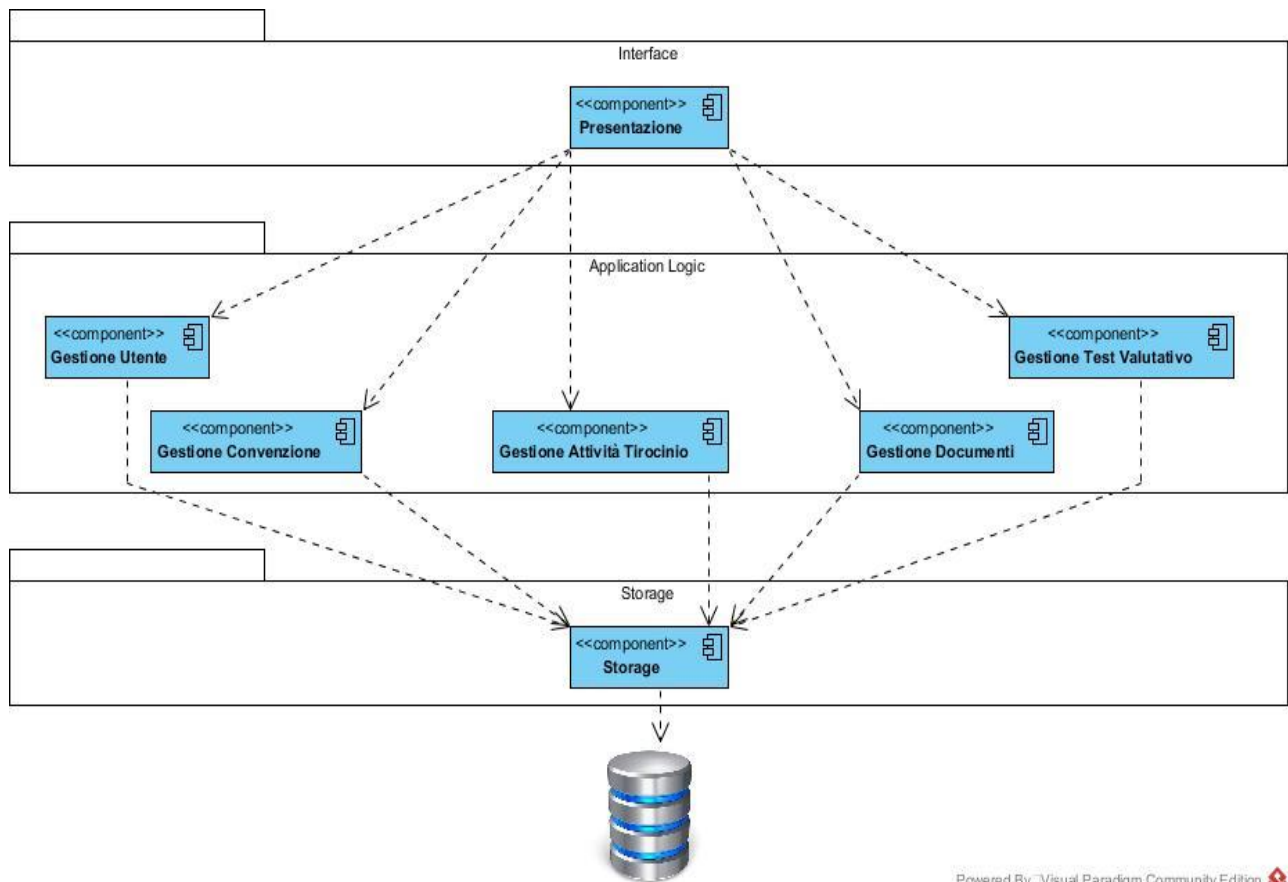 Interface
<<component>>
Presentazione
Application Logic
<<component>>
Gestione Utente
<<component>>
Gestione Test Valutativo
<<component>>
Gestione Convenzione
<<component>>
Gestione Attività Tirocinio
<<component>>
Gestione Documenti
Storage
<<component>>
Storage
Powered By Visual Paradigm Community Edition